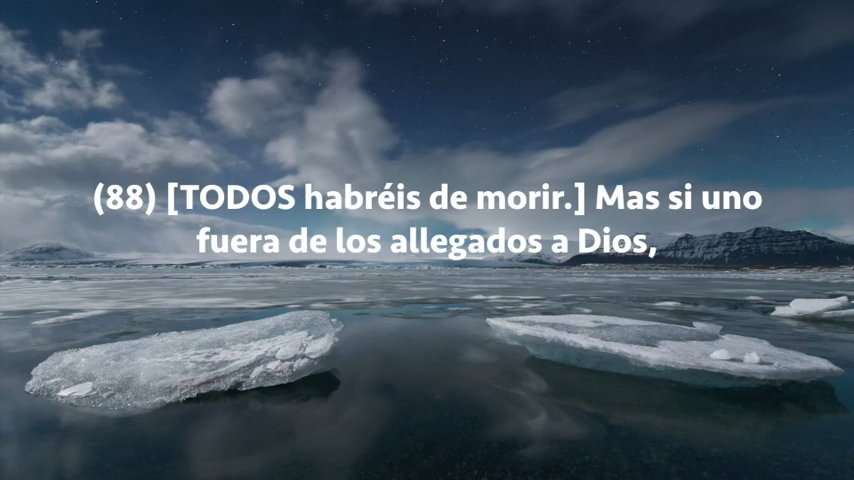 (88) [TODOS habréis de morir.] Mas si uno
fuera de los allegados a Dios,